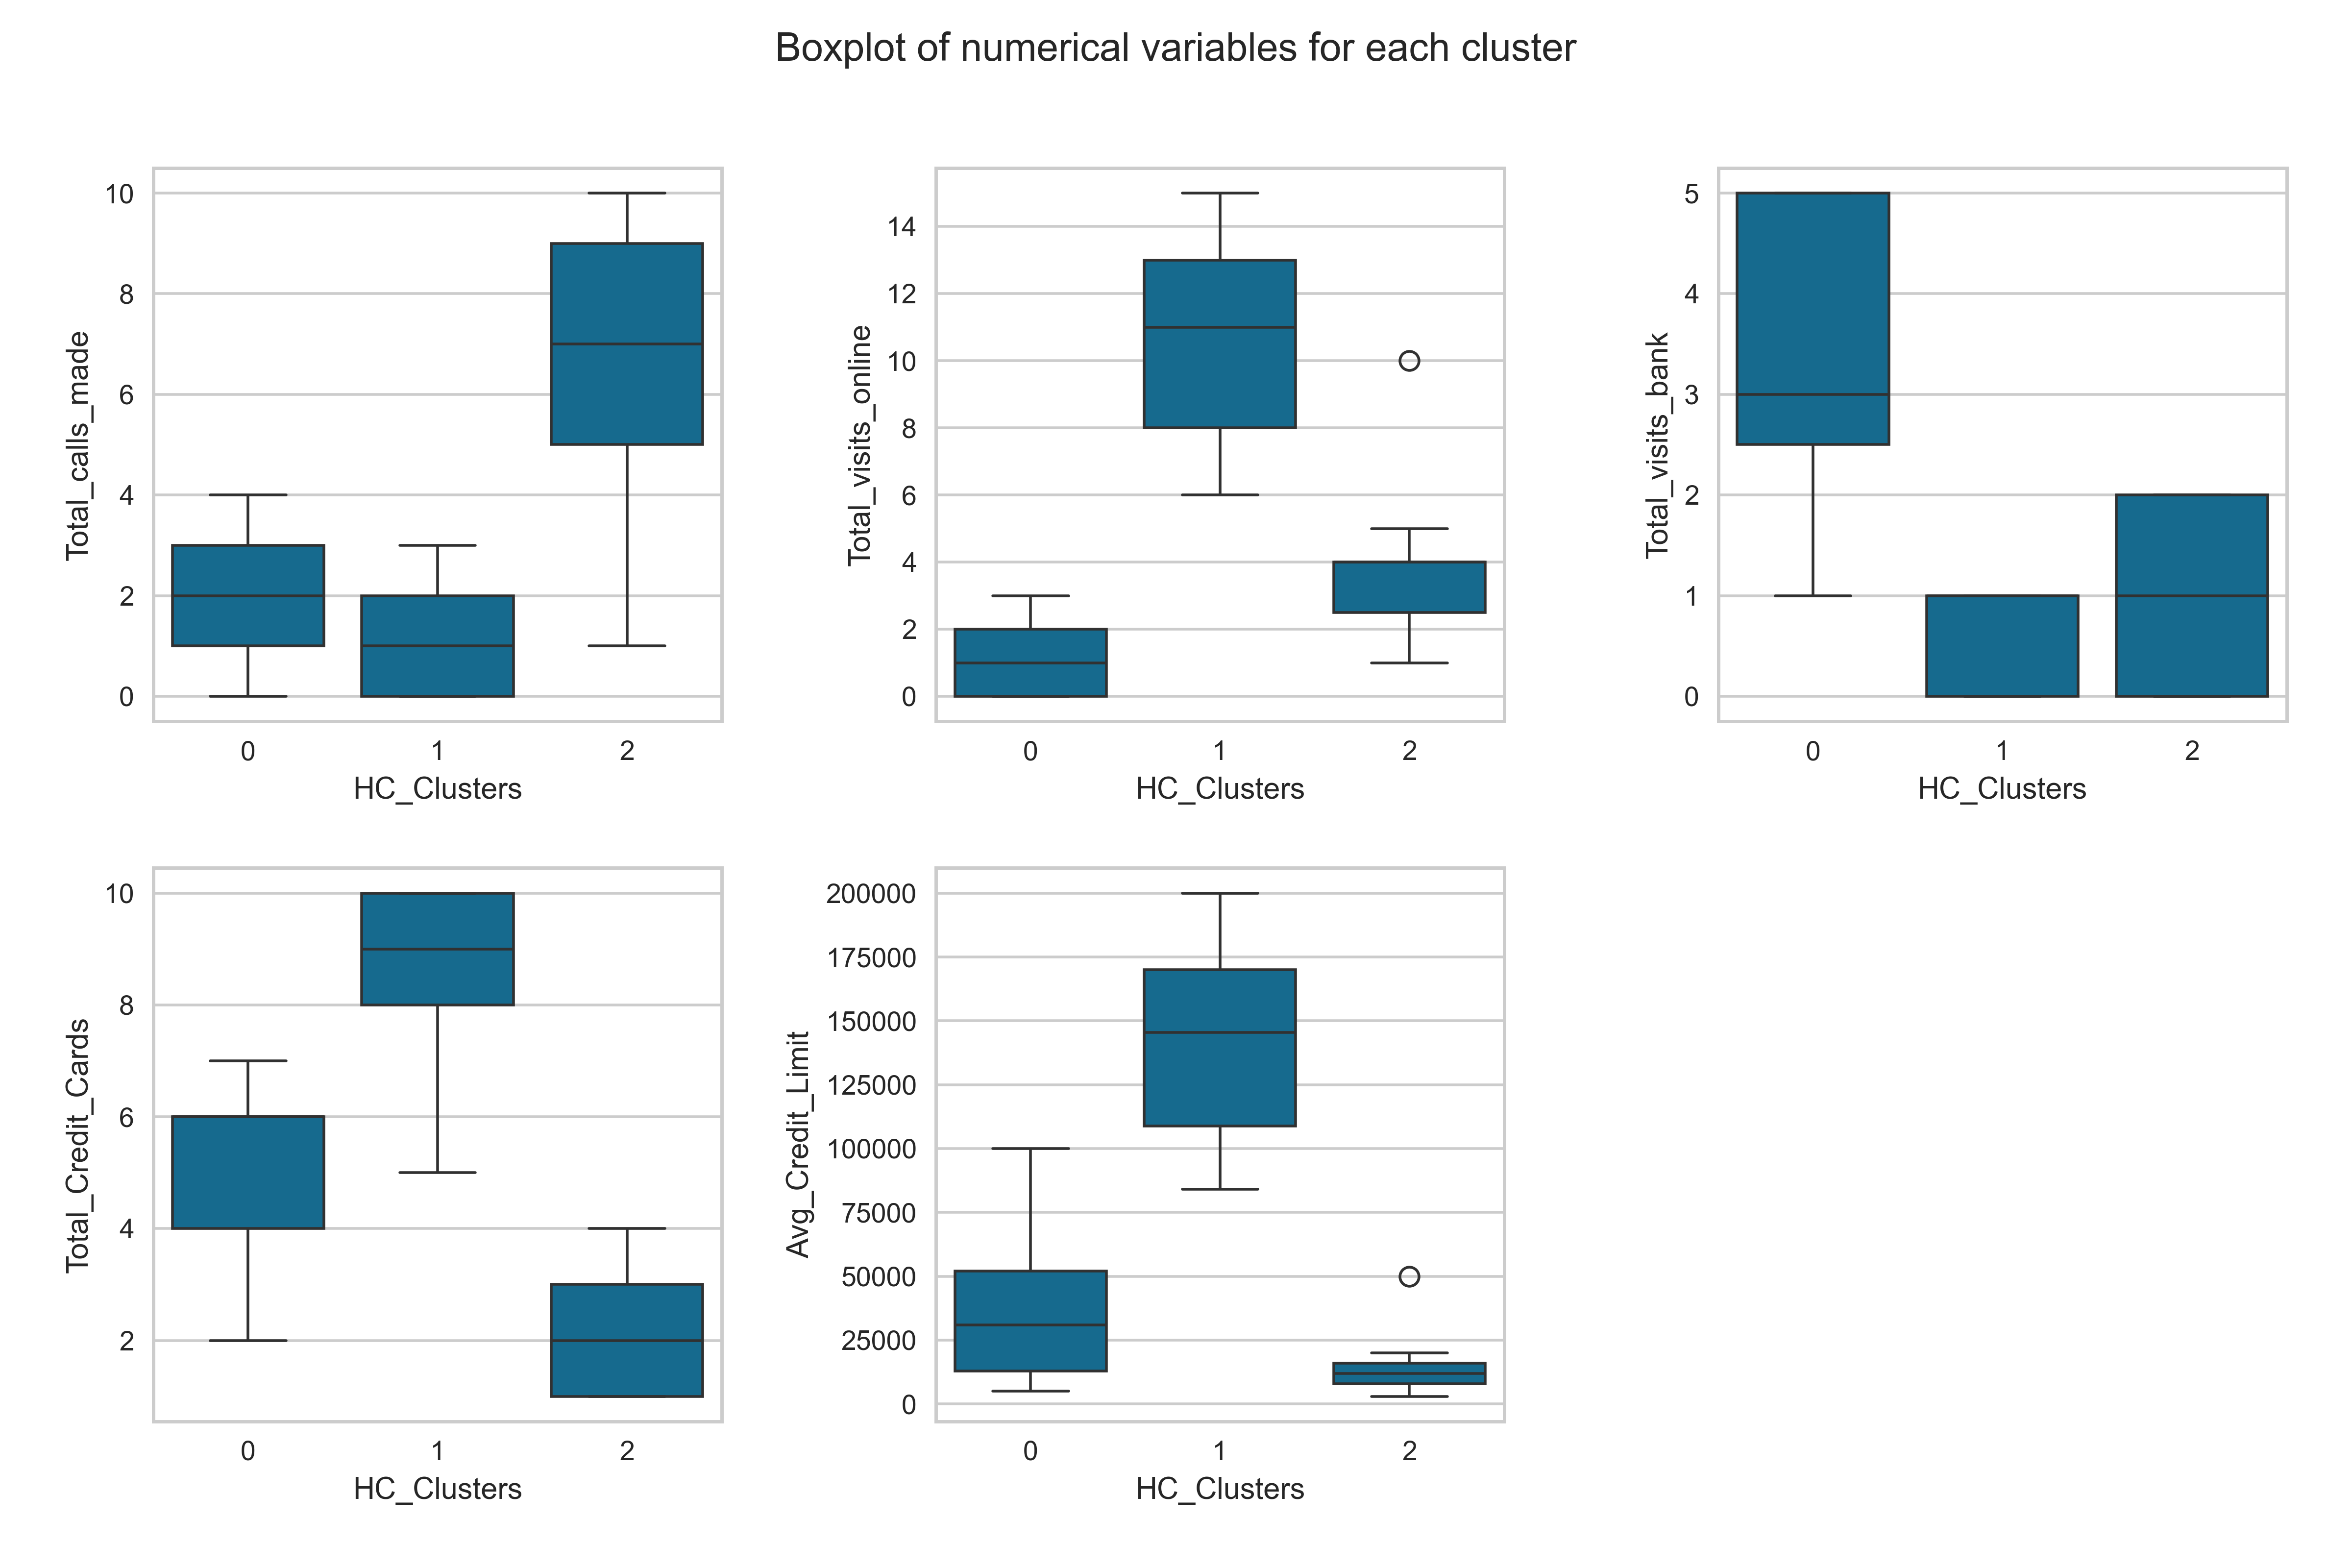 Boxplot of numerical variables for each cluster
Total_calls_made
10
8
6
4
2
0
0 1 2
HC_Clusters
Total_visits_online
14
12
10
8
6
4
2
0
0 1 2
HC_Clusters
Total_visits_bank
5
4
3
2
1
0
0 1 2
HC_Clusters
Total_Credit_Cards
10
8
6
4
2
0 1 2
HC_Clusters
Avg_Credit_Limit
200000
175000
150000
125000
100000
75000
50000
25000
0
0 1 2
HC_Clusters